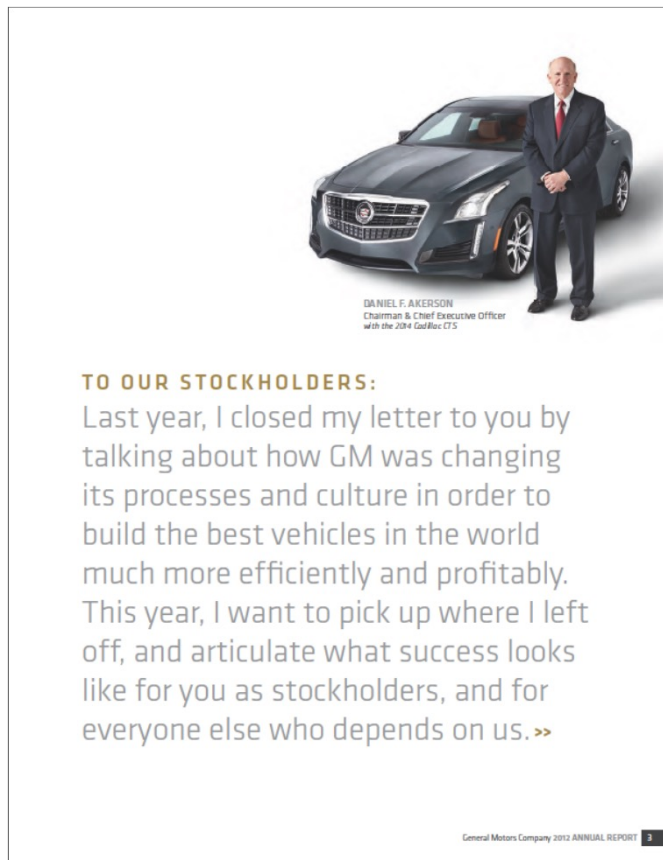 DANIEL F. AKERSON
Chairman & Chief Executive Officer
with the 2014 Cadillac CTS
TO OUR STOCKHOLDERS:
Last year, I closed my letter to you by
talking about how GM was changing
its processes and culture in order to
build the best vehicles in the world
much more efficiently and profitably.
This year, I want to pick up where I left
off, and articulate what success looks
like for you as stockholders, and for
everyone else who depends on us. »
General Motors Company 2012 ANNUAL REPORT 3